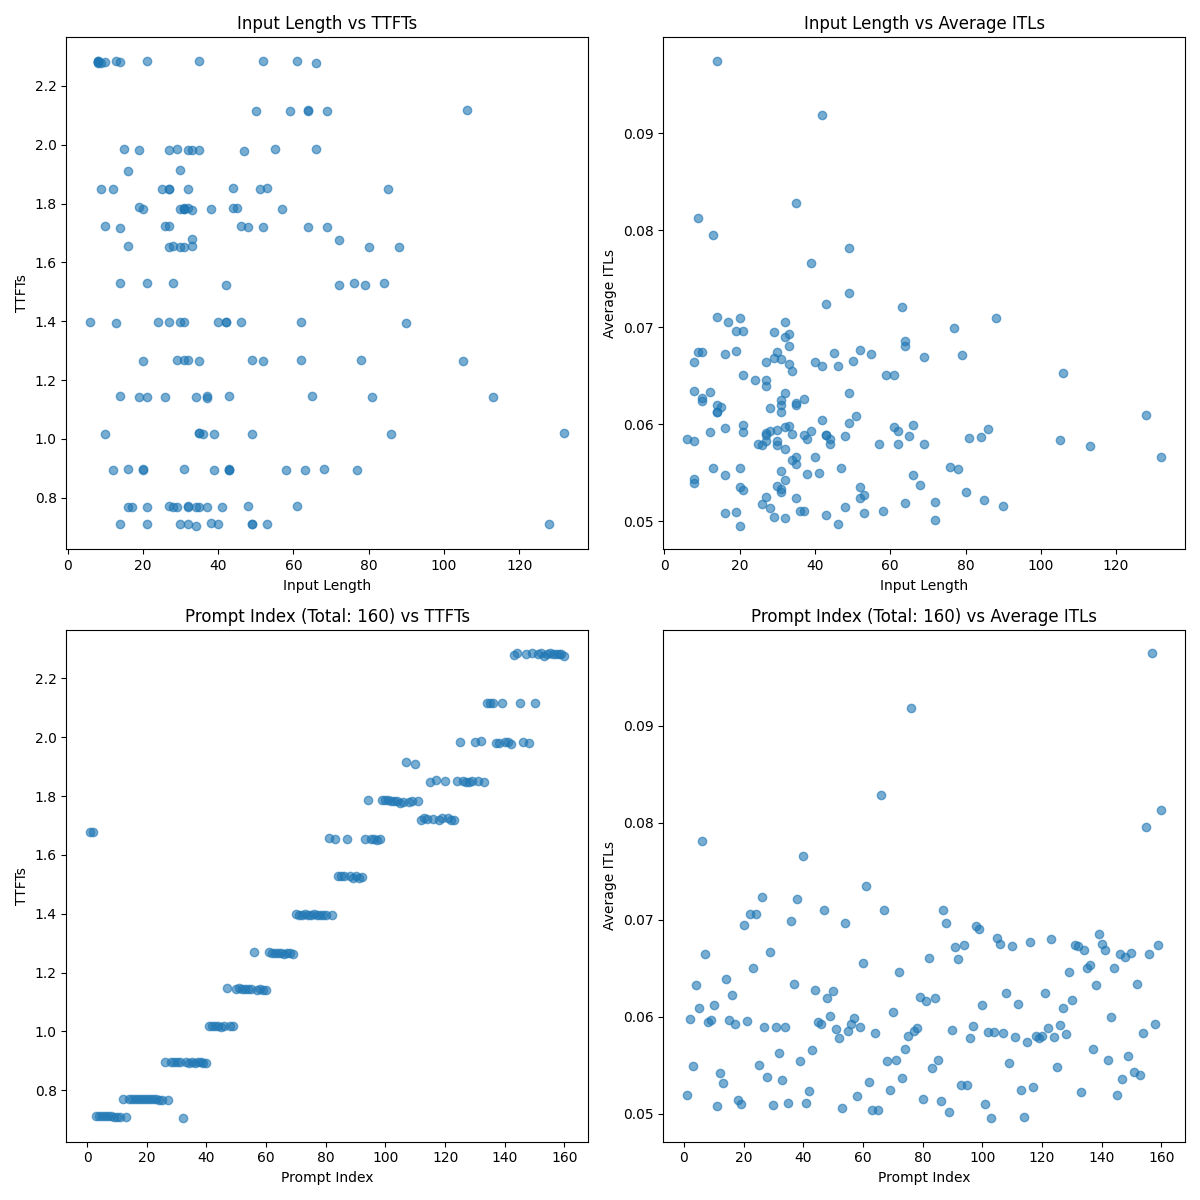 Input Length vs TTFTs
TTFTs
2.2
2.0
1.8
1.6
1.4
1.2
1.0
0.8
0 20 40 60 80 100 120
Input Length
Input Length vs Average ITLs
Average ITLs
0.09
0.08
0.07
0.06
0.05
0 20 40 60 80 100 120
Input Length
Prompt Index (Total: 160) vs TTFTs
TTFTs
2.2
2.0
1.8
1.6
1.4
1.2
1.0
0.8
0 20 40 60 80 100 120 140 160
Prompt Index
Prompt Index (Total: 160) vs Average ITLs
Average ITLs
0.09
0.08
0.07
0.06
0.05
0 20 40 60 80 100 120 140 160
Prompt Index